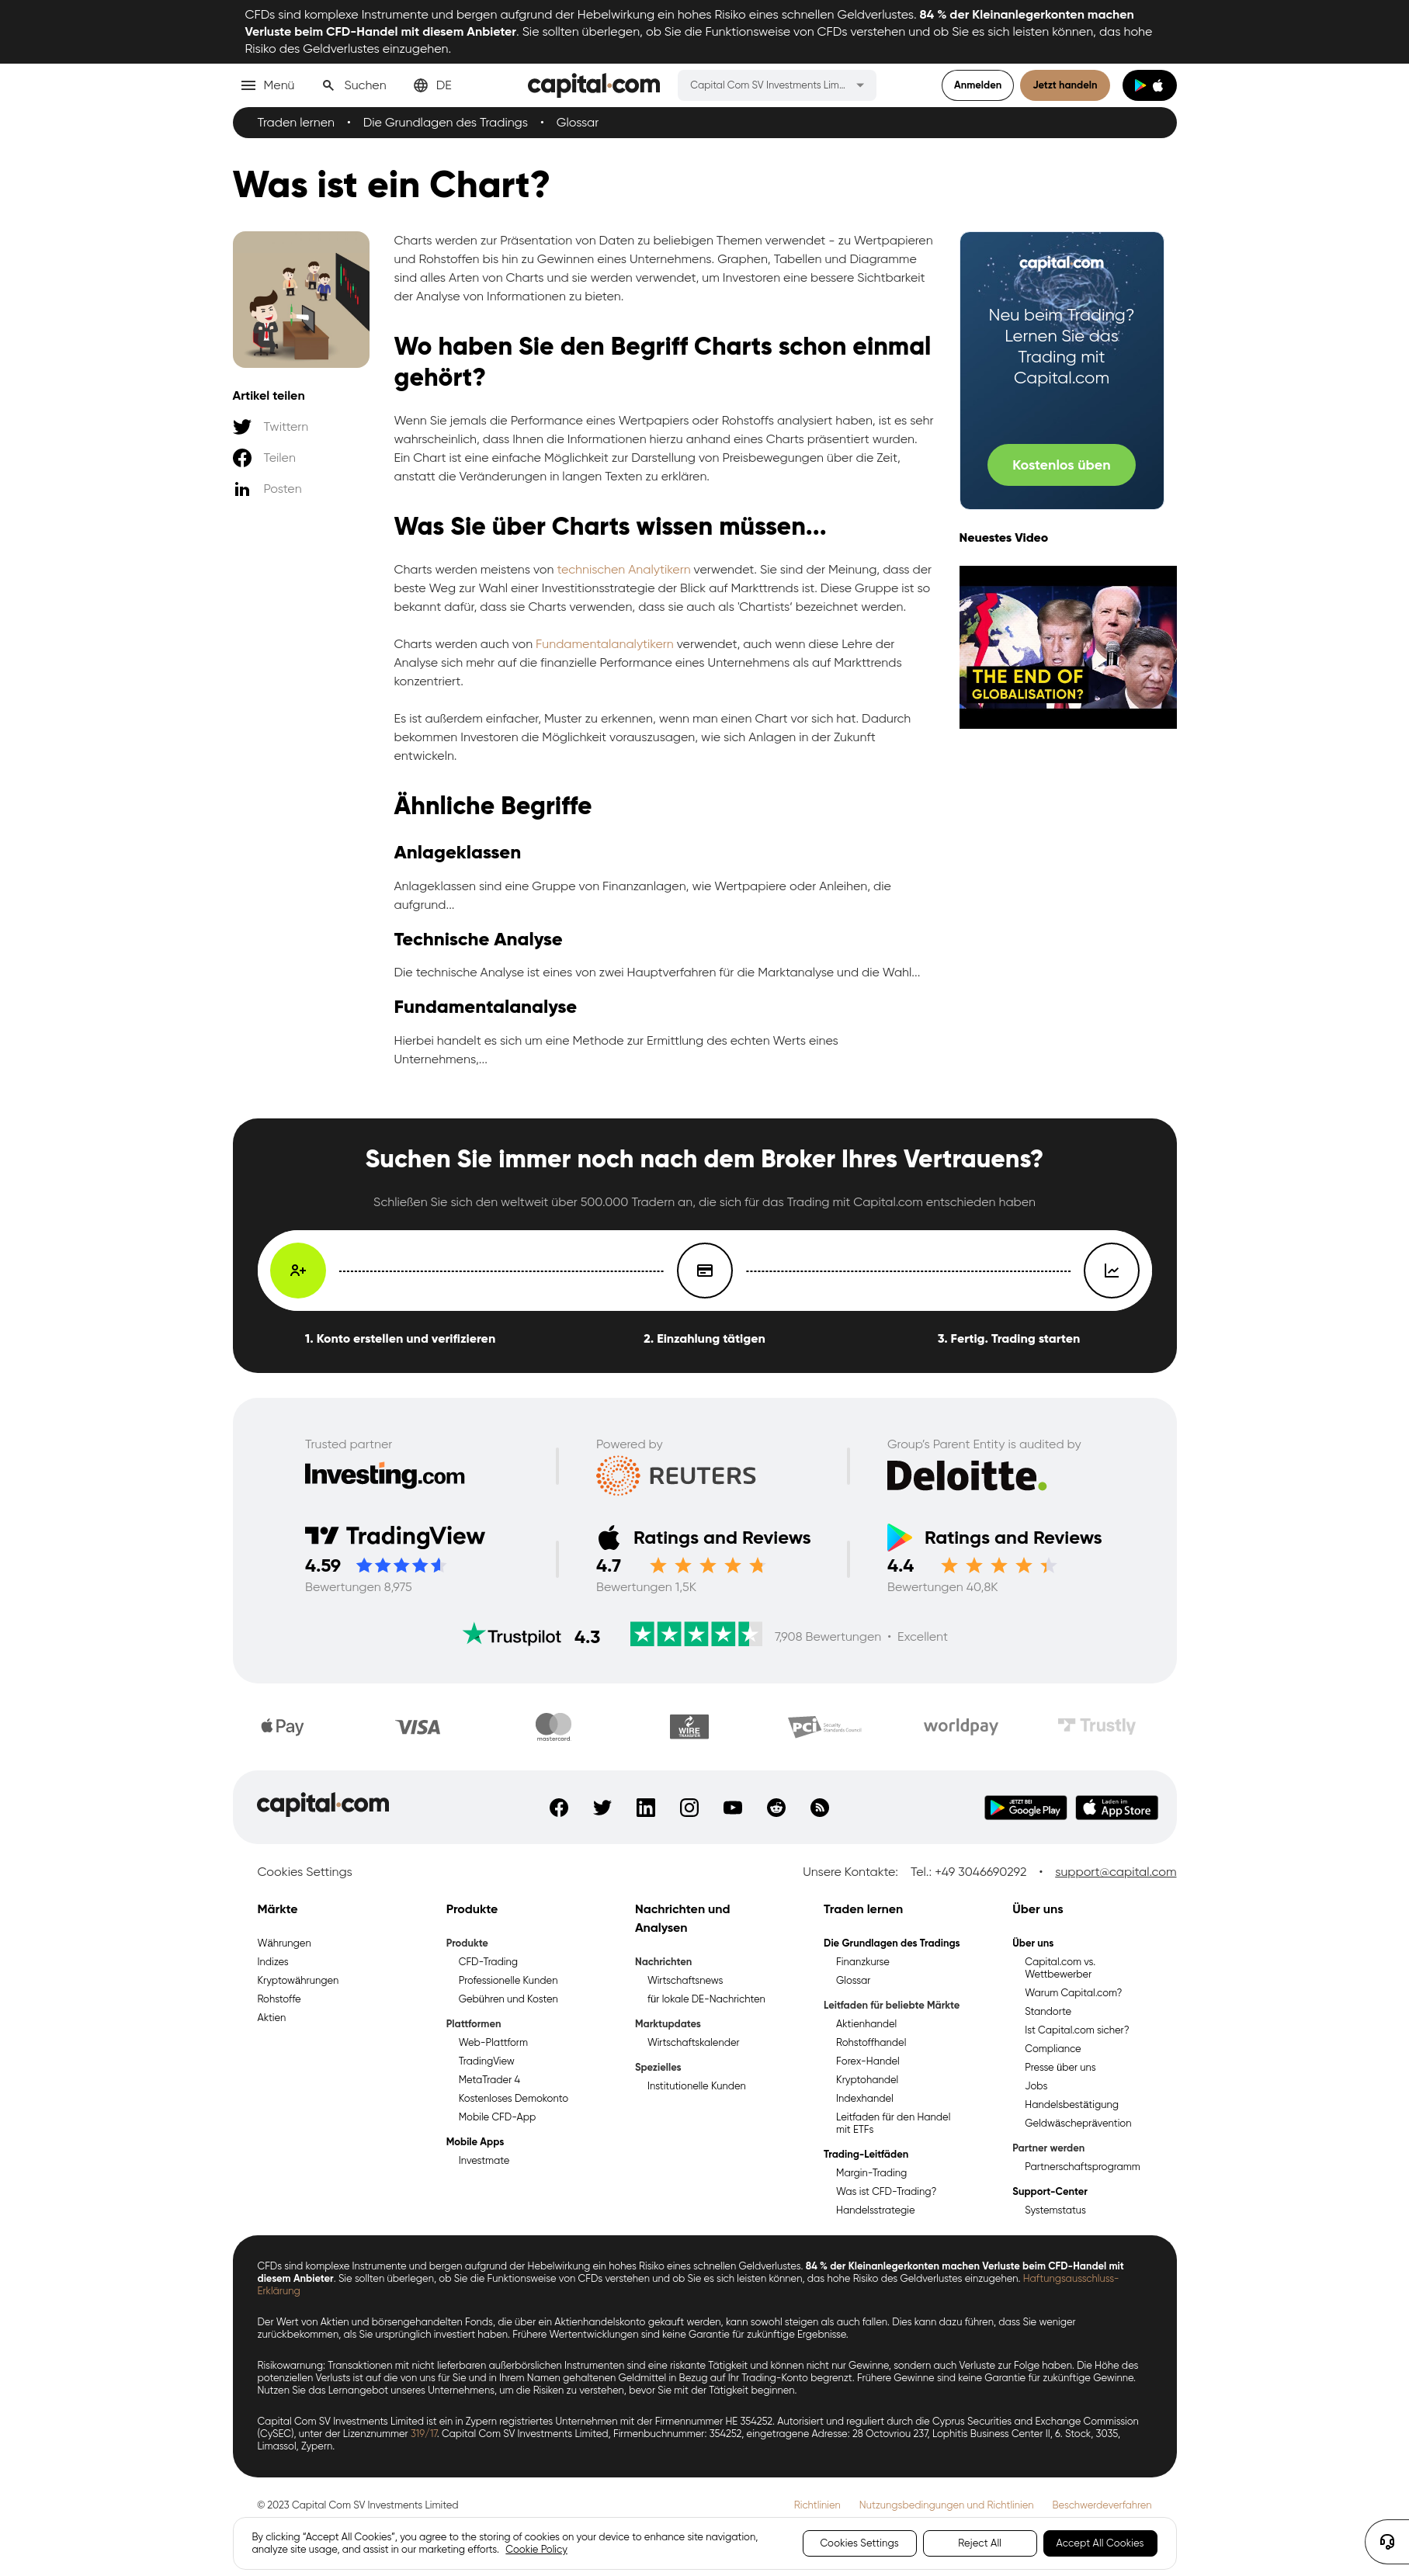 CFDs sind komplexe Instrumente und bergen aufgrund der Hebelwirkung ein hohes Risiko eines schnellen Geldverlustes. 84 % der Kleinanlegerkonten machen
Verluste beim CFD-Handel mit diesem Anbieter. Sie sollten überlegen, ob Sie die Funktionsweise von CFDs verstehen und ob Sie es sich leisten können, das hohe
Risiko des Geldverlustes einzugehen.
Menü
Suchen
DE
capital.com
Capital Com SV Investments Lim...
Anmelden
Jetzt handeln
Traden lernen • Die Grundlagen des Tradings • Glossar
Was ist ein Chart?
Artikel teilen
Twittern
Teilen
Posten
Charts werden zur Präsentation von Daten zu beliebigen Themen verwendet - zu Wertpapieren
und Rohstoffen bis hin zu Gewinnen eines Unternehmens. Graphen, Tabellen und Diagramme
sind alles Arten von Charts und sie werden verwendet, um Investoren eine bessere Sichtbarkeit
der Analyse von Informationen zu bieten.
Wo haben Sie den Begriff Charts schon einmal
gehört?
Wenn Sie jemals die Performance eines Wertpapiers oder Rohstoffs analysiert haben, ist es sehr
wahrscheinlich, dass Ihnen die Informationen hierzu anhand eines Charts präsentiert wurden.
Ein Chart ist eine einfache Möglichkeit zur Darstellung von Preisbewegungen über die Zeit,
anstatt die Veränderungen in langen Texten zu erklären.
Was Sie über Charts wissen müssen...
Charts werden meistens von technischen Analytikern verwendet. Sie sind der Meinung, dass der
beste Weg zur Wahl einer Investitionsstrategie der Blick auf Markttrends ist. Diese Gruppe ist so
bekannt dafür, dass sie Charts verwenden, dass sie auch als 'Chartists' bezeichnet werden.
Charts werden auch von Fundamentalanalytikern verwendet, auch wenn diese Lehre der
Analyse sich mehr auf die finanzielle Performance eines Unternehmens als auf Markttrends
konzentriert.
Es ist außerdem einfacher, Muster zu erkennen, wenn man einen Chart vor sich hat. Dadurch
bekommen Investoren die Möglichkeit vorauszusagen, wie sich Anlagen in der Zukunft
entwickeln.
Ähnliche Begriffe
Anlageklassen
Anlageklassen sind eine Gruppe von Finanzanlagen, wie Wertpapiere oder Anleihen, die
aufgrund...
Technische Analyse
Die technische Analyse ist eines von zwei Hauptverfahren für die Marktanalyse und die Wahl...
Fundamentalanalyse
Hierbei handelt es sich um eine Methode zur Ermittlung des echten Werts eines
Unternehmens,...
capital.com
Neu beim Trading?
Lernen Sie das
Trading mit
Capital.com
Kostenlos üben
Neuestes Video
THE END OF
GLOBALISATION?
Suchen Sie immer noch nach dem Broker Ihres Vertrauens?
Schließen Sie sich den weltweit über 500.000 Tradern an, die sich für das Trading mit Capital.com entschieden haben
1. Konto erstellen und verifizieren
2. Einzahlung tätigen
3. Fertig. Trading starten
Trusted partner
Investing.com
Powered by
REUTERS
Group's Parent Entity is audited by
Deloitte.
TradingView
4.59
Bewertungen 8,975
Ratings and Reviews
4.7
Bewertungen 1,5K
Ratings and Reviews
4.4
Bewertungen 40,8K
Trustpilot 4.3 7,908 Bewertungen • Excellent
Pay
VISA
mastercard
WIRE
TRANSFER
PCI Security
Standards Council
worldpay
Trustly
capital.com
JETZT BEI
Google Play
Laden im
App Store
Cookies Settings
Unsere Kontakte: Tel.: +49 3046690292 • support@capital.com
Märkte
Währungen
Indizes
Kryptowährungen
Rohstoffe
Aktien
Produkte
Produkte
CFD-Trading
Professionelle Kunden
Gebühren und Kosten
Plattformen
Web-Plattform
TradingView
MetaTrader 4
Kostenloses Demokonto
Mobile CFD-App
Mobile Apps
Investmate
Nachrichten und
Analysen
Nachrichten
Wirtschaftsnews
für lokale DE-Nachrichten
Marktupdates
Wirtschaftskalender
Spezielles
Institutionelle Kunden
Traden lernen
Die Grundlagen des Tradings
Finanzkurse
Glossar
Leitfaden für beliebte Märkte
Aktienhandel
Rohstoffhandel
Forex-Handel
Kryptohandel
Indexhandel
Leitfaden für den Handel
mit ETFs
Trading-Leitfäden
Margin-Trading
Was ist CFD-Trading?
Handelsstrategie
Über uns
Über uns
Capital.com vs.
Wettbewerber
Warum Capital.com?
Standorte
Ist Capital.com sicher?
Compliance
Presse über uns
Jobs
Handelsbestätigung
Geldwäscheprävention
Partner werden
Partnerschaftsprogramm
Support-Center
Systemstatus
CFDs sind komplexe Instrumente und bergen aufgrund der Hebelwirkung ein hohes Risiko eines schnellen Geldverlustes. 84 % der Kleinanlegerkonten machen Verluste beim CFD-Handel mit
diesem Anbieter. Sie sollten überlegen, ob Sie die Funktionsweise von CFDs verstehen und ob Sie es sich leisten können, das hohe Risiko des Geldverlustes einzugehen. Haftungsausschluss-
Erklärung
Der Wert von Aktien und börsengehandelten Fonds, die über ein Aktienhandelskonto gekauft werden, kann sowohl steigen als auch fallen. Dies kann dazu führen, dass Sie weniger
zurückbekommen, als Sie ursprünglich investiert haben. Frühere Wertentwicklungen sind keine Garantie für zukünftige Ergebnisse.
Risikowarnung: Transaktionen mit nicht lieferbaren außerbörslichen Instrumenten sind eine riskante Tätigkeit und können nicht nur Gewinne, sondern auch Verluste zur Folge haben. Die Höhe des
potenziellen Verlusts ist auf die von uns für Sie und in Ihrem Namen gehaltenen Geldmittel in Bezug auf Ihr Trading-Konto begrenzt. Frühere Gewinne sind keine Garantie für zukünftige Gewinne.
Nutzen Sie das Lernangebot unseres Unternehmens, um die Risiken zu verstehen, bevor Sie mit der Tätigkeit beginnen.
Capital Com SV Investments Limited ist ein in Zypern registriertes Unternehmen mit der Firmennummer HE 354252. Autorisiert und reguliert durch die Cyprus Securities and Exchange Commission
(CySEC), unter der Lizenznummer 319/17. Capital Com SV Investments Limited, Firmenbuchnummer: 354252, eingetragene Adresse: 28 Octovriou 237, Lophitis Business Center II, 6. Stock, 3035,
Limassol, Zypern.
© 2023 Capital Com SV Investments Limited
Richtlinien
Nutzungsbedingungen und Richtlinien
Beschwerdeverfahren
By clicking "Accept All Cookies", you agree to the storing of cookies on your device to enhance site navigation,
analyze site usage, and assist in our marketing efforts. Cookie Policy
Cookies Settings
Reject All
Accept All Cookies